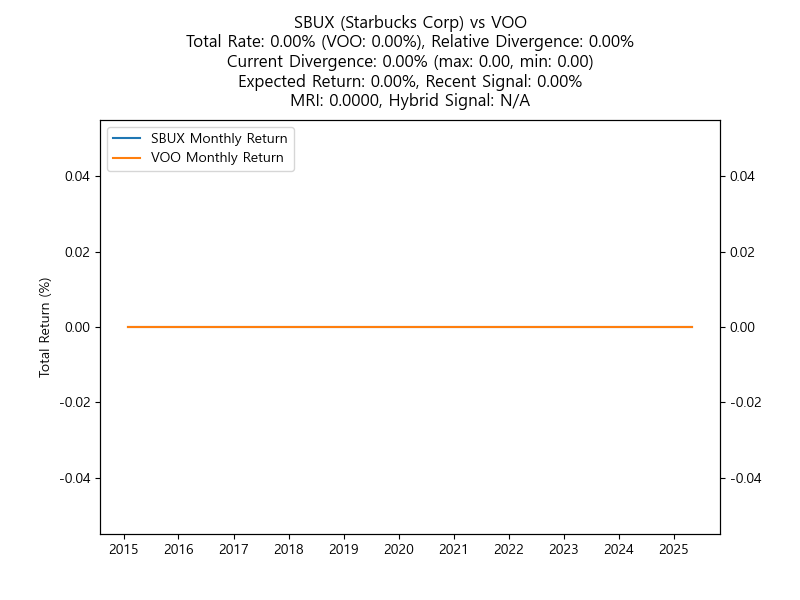 SBUX (Starbucks Corp) vs VOO
Total Rate: 0.00% (VOO: 0.00%), Relative Divergence: 0.00%
Current Divergence: 0.00% (max: 0.00, min: 0.00)
Expected Return: 0.00%, Recent Signal: 0.00%
MRI: 0.0000, Hybrid Signal: N/A
SBUX Monthly Return
VOO Monthly Return
Total Return (%)
0.04
0.02
0.00
-0.02
-0.04
0.04
0.02
0.00
-0.02
-0.04
2015 2016 2017 2018 2019 2020 2021 2022 2023 2024 2025